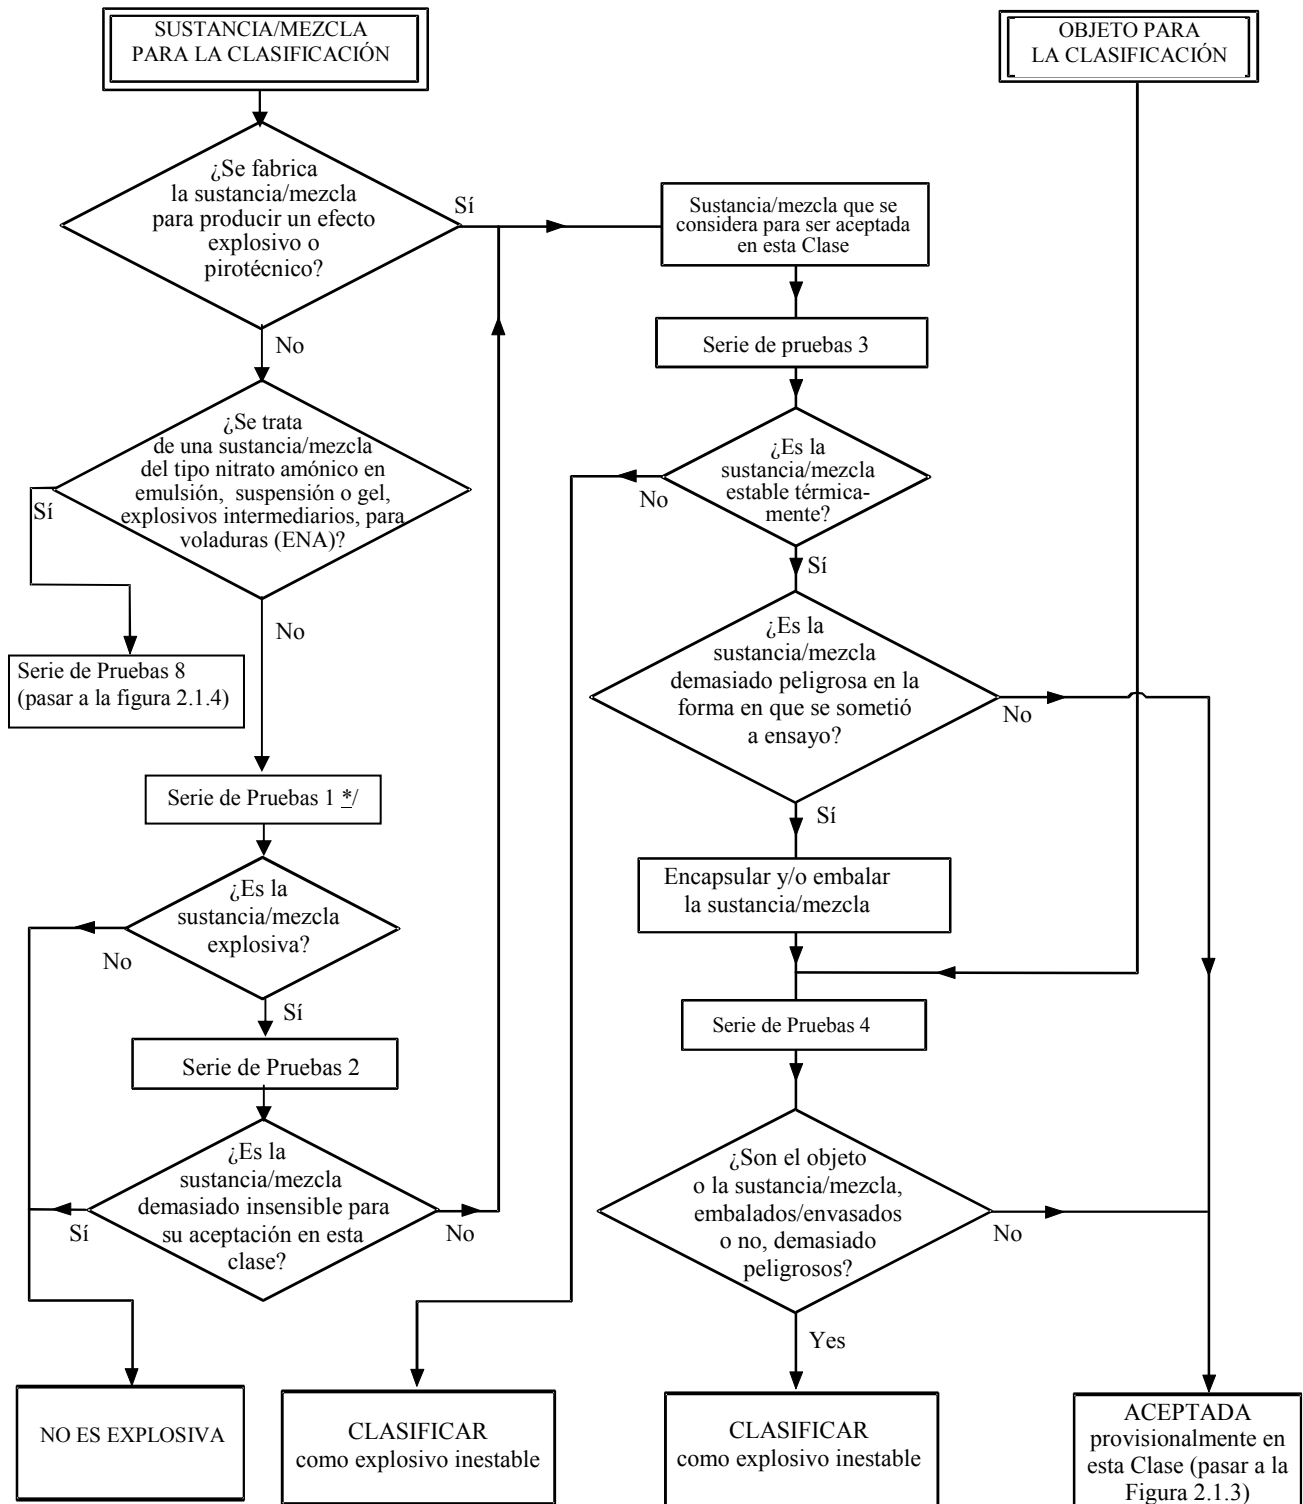 SUSTANCIA/MEZCLA
PARA LA CLASIFICACIÓN
OBJETO PARA
LA CLASIFICACIÓN
¿Se fabrica
la sustancia/mezcla
para producir un efecto
explosivo o
pirotécnico?
Sí
No
Sustancia/mezcla que se
considera para ser aceptada
en esta Clase
Serie de pruebas 3
¿Se trata
de una sustancia/mezcla
del tipo nitrato amónico en
emulsión, suspensión o gel,
explosivos intermediarios, para
voladuras (ENA)?
Sí
No
¿Es la
sustancia/mezcla
estable térmica-
mente?
No
Sí
Serie de Pruebas 8
(pasar a la figura 2.1.4)
¿Es la
sustancia/mezcla
demasiado peligrosa en la
forma en que se sometió
a ensayo?
No
Sí
Serie de Pruebas 1 */
¿Es la
sustancia/mezcla
explosiva?
No
Sí
Encapsular y/o embalar
la sustancia/mezcla
Serie de Pruebas 2
Serie de Pruebas 4
¿Es la
sustancia/mezcla
demasiado insensible para
su aceptación en esta
clase?
Sí
No
¿Son el objeto
o la sustancia/mezcla,
embalados/envasados
o no, demasiado
peligrosos?
No
Yes
NO ES EXPLOSIVA
CLASIFICAR
como explosivo inestable
CLASIFICAR
como explosivo inestable
ACEPTADA
provisionalmente en
esta Clase (pasar a la
Figura 2.1.3)